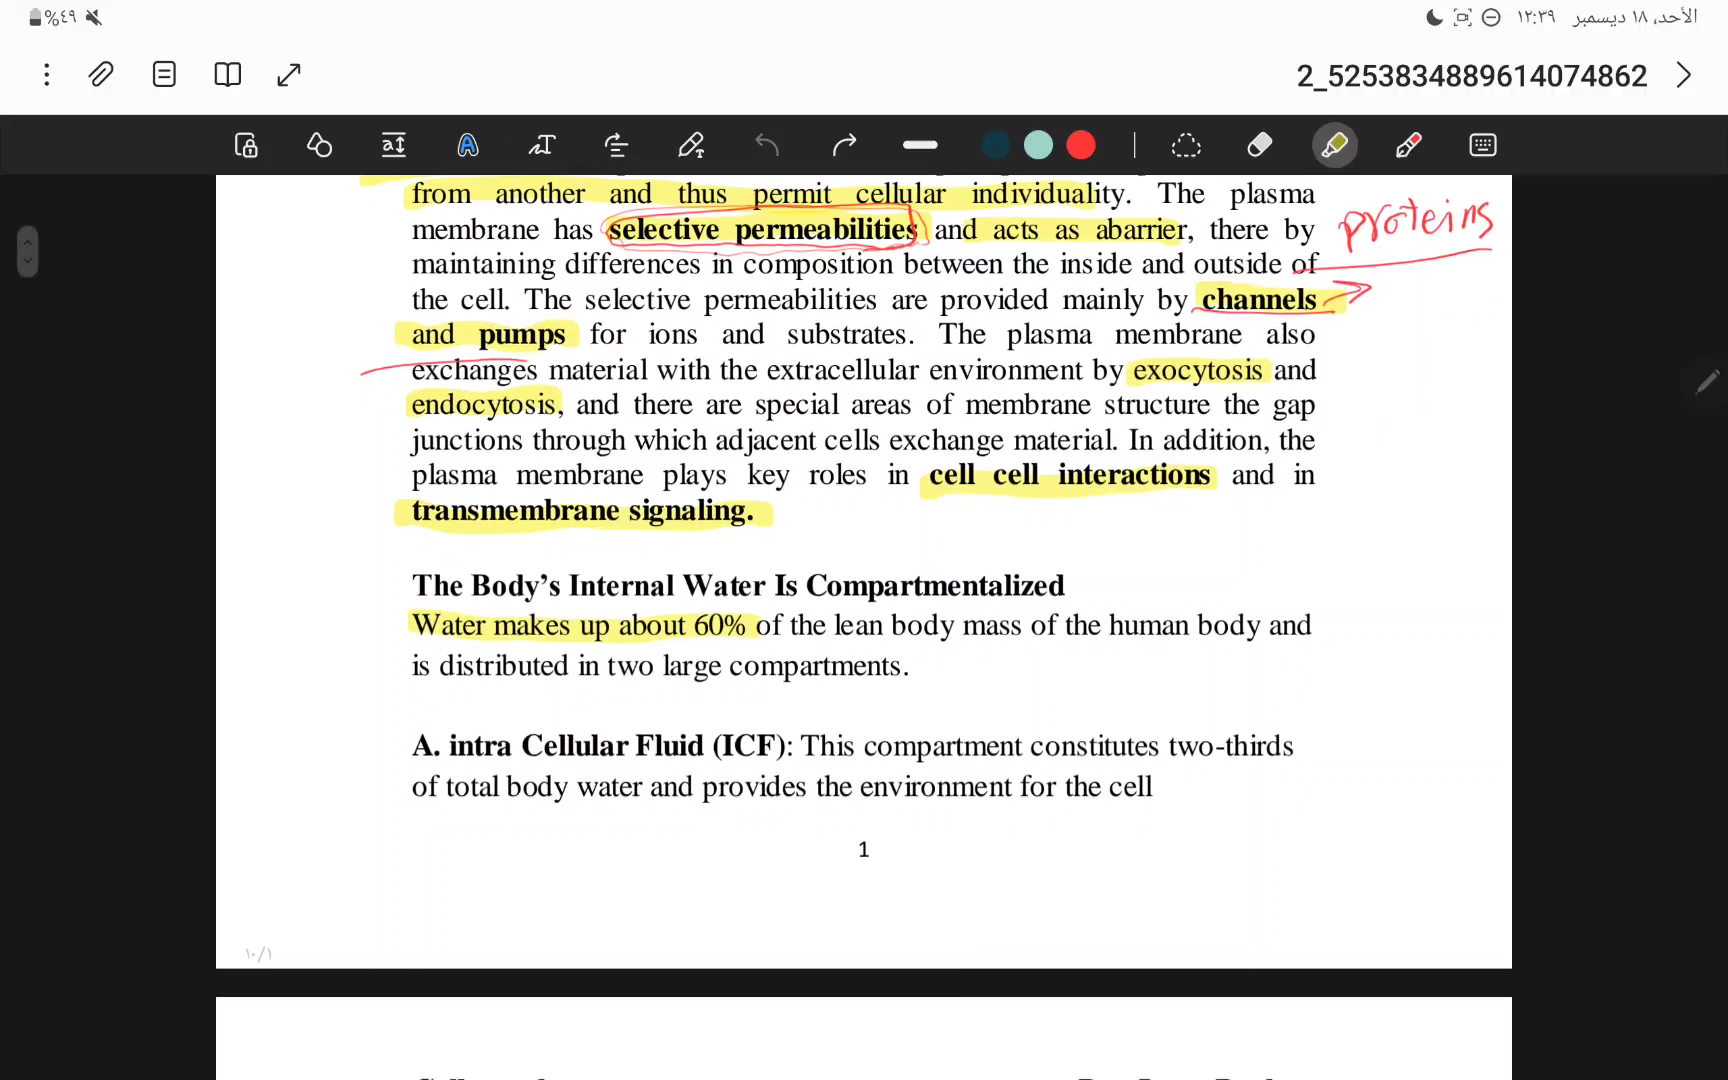 %٤٩
الأحد، ١٨ ديسمبر ١٢:٣٩
2_5253834889614074862
from another and thus permit cellular individuality. The plasma
membrane has selective permeabilities and acts as abarrier, there by
proteins
maintaining differences in composition between the inside and outside of
the cell. The selective permeabilities are provided mainly by channels
and pumps for ions and substrates. The plasma membrane also
exchanges material with the extracellular environment by exocytosis and
endocytosis, and there are special areas of membrane structure the gap
junctions through which adjacent cells exchange material. In addition, the
plasma membrane plays key roles in cell cell interactions and in
transmembrane signaling.
The Body’s Internal Water Is Compartmentalized
Water makes up about 60% of the lean body mass of the human body and
is distributed in two large compartments.
A. intra Cellular Fluid (ICF): This compartment constitutes two-thirds
of total body water and provides the environment for the cell
1
١٠/١